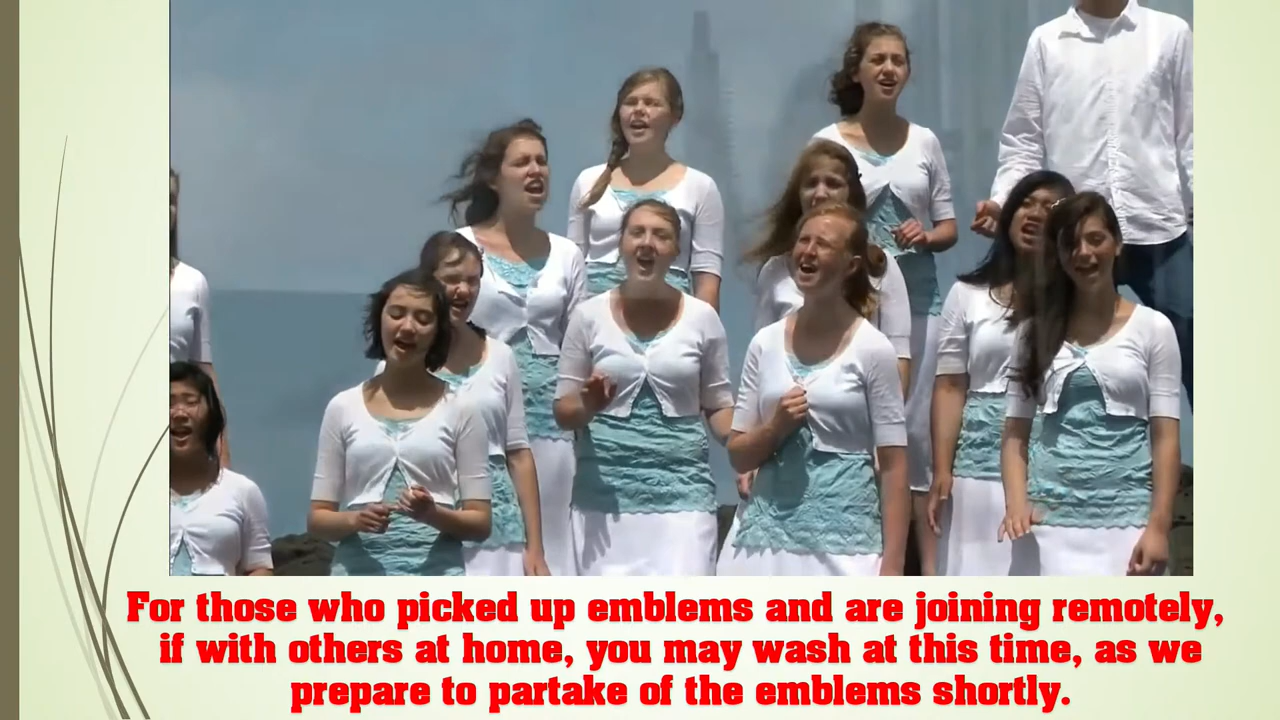 For those who picked up emblems and are joining remotely,
if with others at home, you may wash at this time, as we
prepare to partake of the emblems shortly.